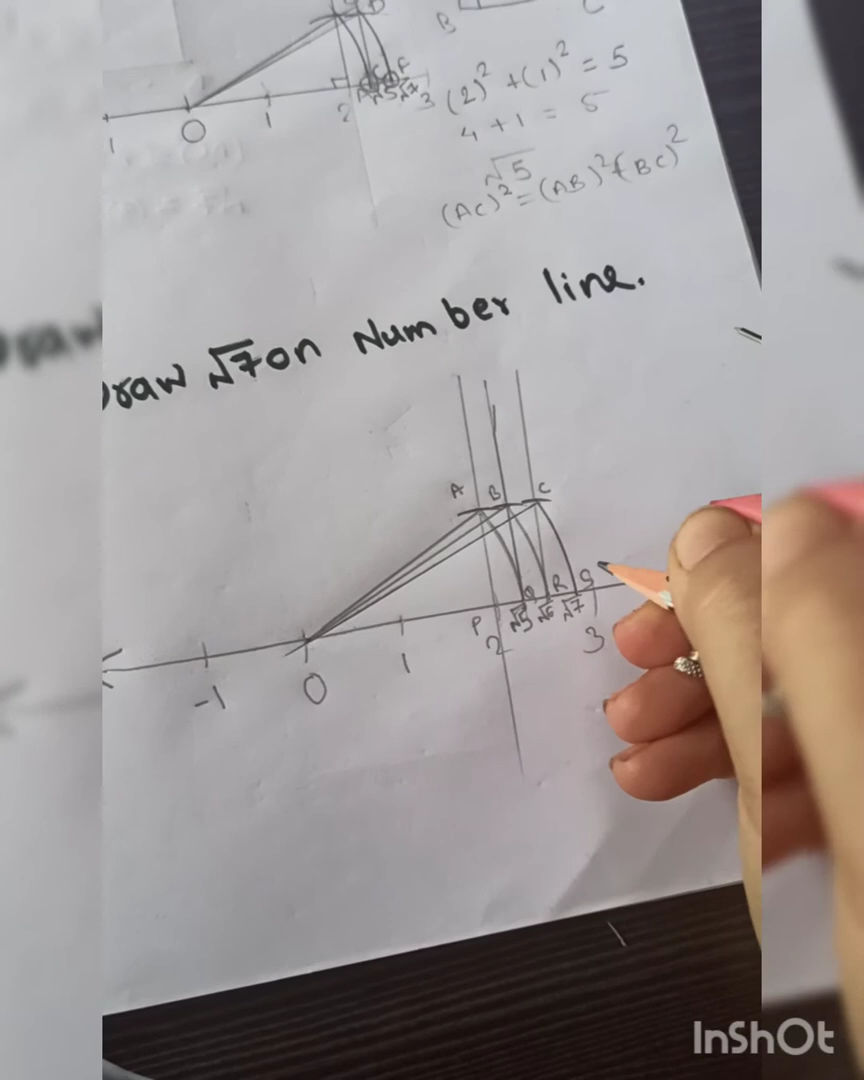 B C
0 1 2 √5 √7 3
(2)² + (1)² = 5
4 + 1 = 5
√5
(AC)² = (AB)² + (BC)²
Draw √7 on Number line.
A B C
P Q R S
-1 0 1 2 √5 √6 √7 3
InShOt